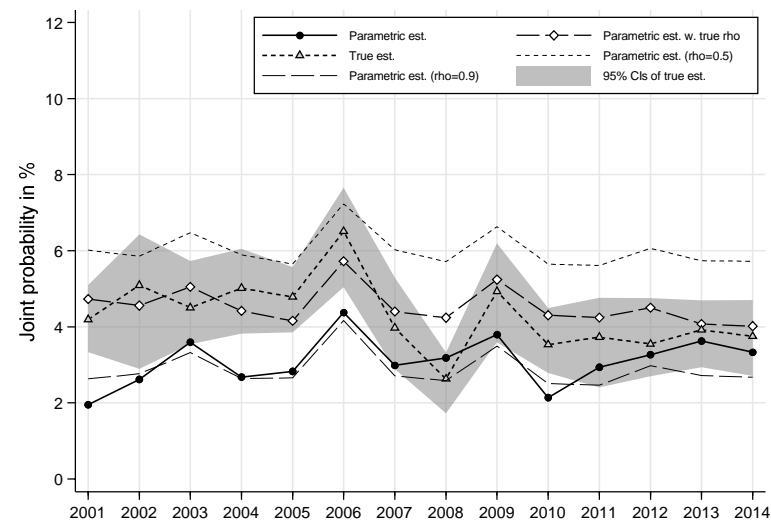 12
10
8
6
4
2
0
Joint probability in %
Parametric est.
Parametric est. w. true rho
True est.
Parametric est. (rho=0.5)
Parametric est. (rho=0.9)
95% CIs of true est.
2001 2002 2003 2004 2005 2006 2007 2008 2009 2010 2011 2012 2013 2014